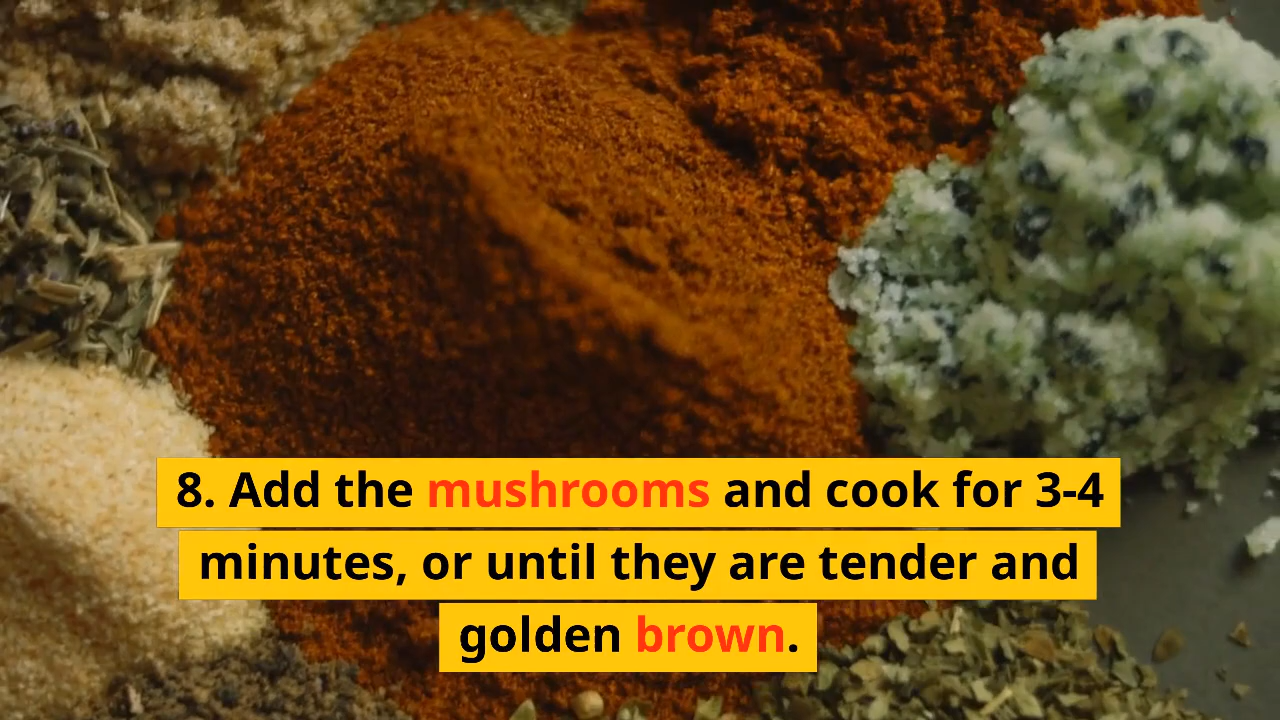 8. Add the mushrooms and cook for 3-4
minutes, or until they are tender and
golden brown.